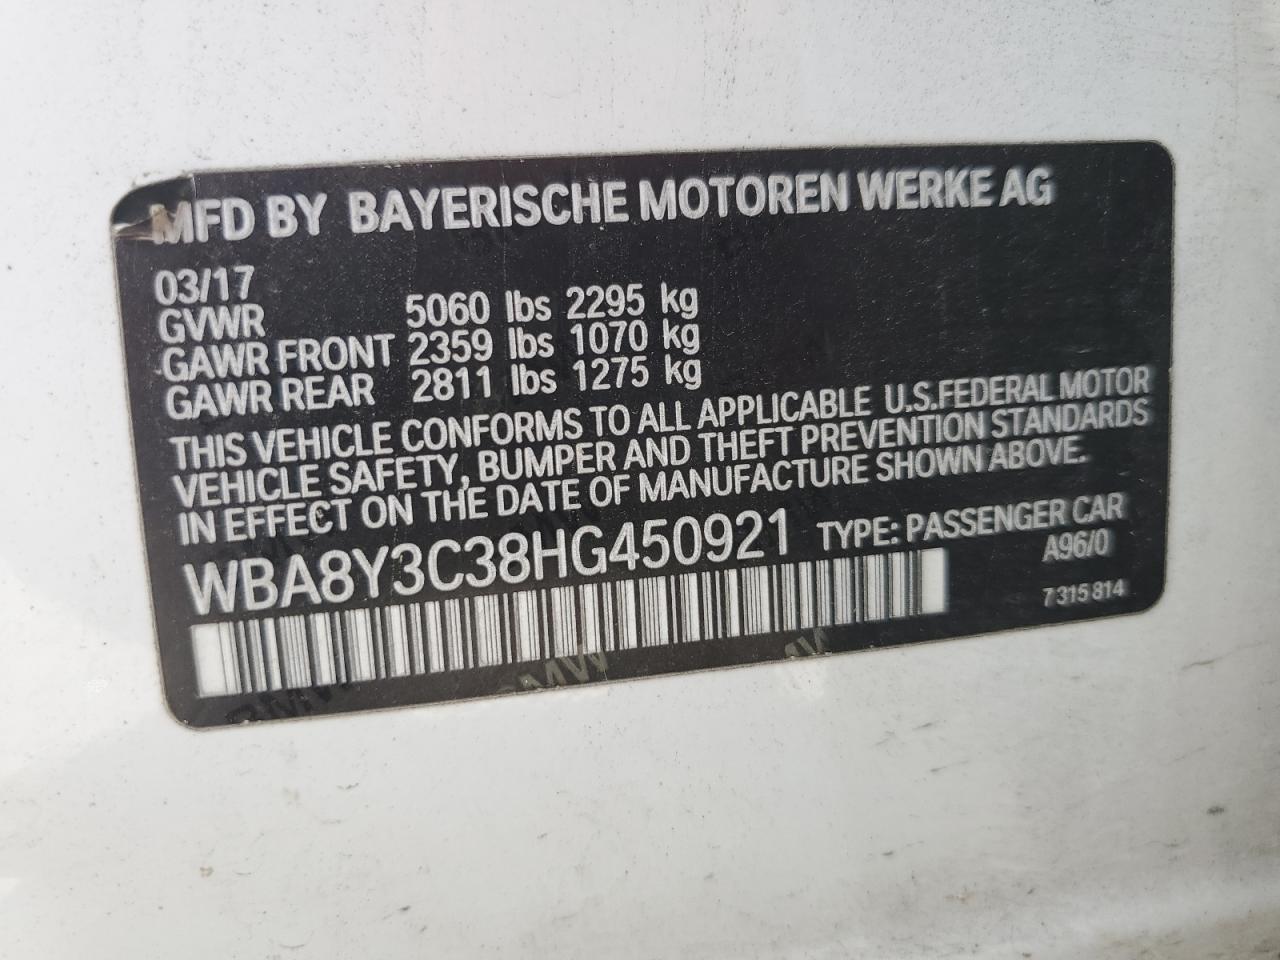 MFD BY BAYERISCHE MOTOREN WERKE AG
03/17
GVWR 5060 lbs 2295 kg
GAWR FRONT 2359 lbs 1070 kg
GAWR REAR 2811 lbs 1275 kg
THIS VEHICLE CONFORMS TO ALL APPLICABLE U.S.FEDERAL MOTOR
VEHICLE SAFETY, BUMPER AND THEFT PREVENTION STANDARDS
IN EFFECT ON THE DATE OF MANUFACTURE SHOWN ABOVE.
WBA8Y3C38HG450921 TYPE: PASSENGER CAR
A96/0
7 315 814
BMW BMW